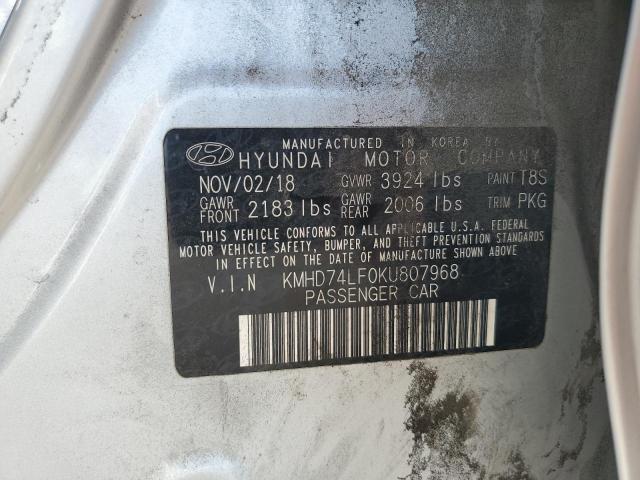 MANUFACTURED IN KOREA BY
HYUNDAI MOTOR COMPANY
NOV/02/18 GVWR 3924 lbs PAINT T8S
GAWR FRONT 2183 lbs GAWR REAR 2006 lbs TRIM PKG
THIS VEHICLE CONFORMS TO ALL APPLICABLE U.S.A. FEDERAL
MOTOR VEHICLE SAFETY, BUMPER, AND THEFT PREVENTION STANDARDS
IN EFFECT ON THE DATE OF MANUFACTURE SHOWN ABOVE
V.I.N KMHD74LF0KU807968
PASSENGER CAR